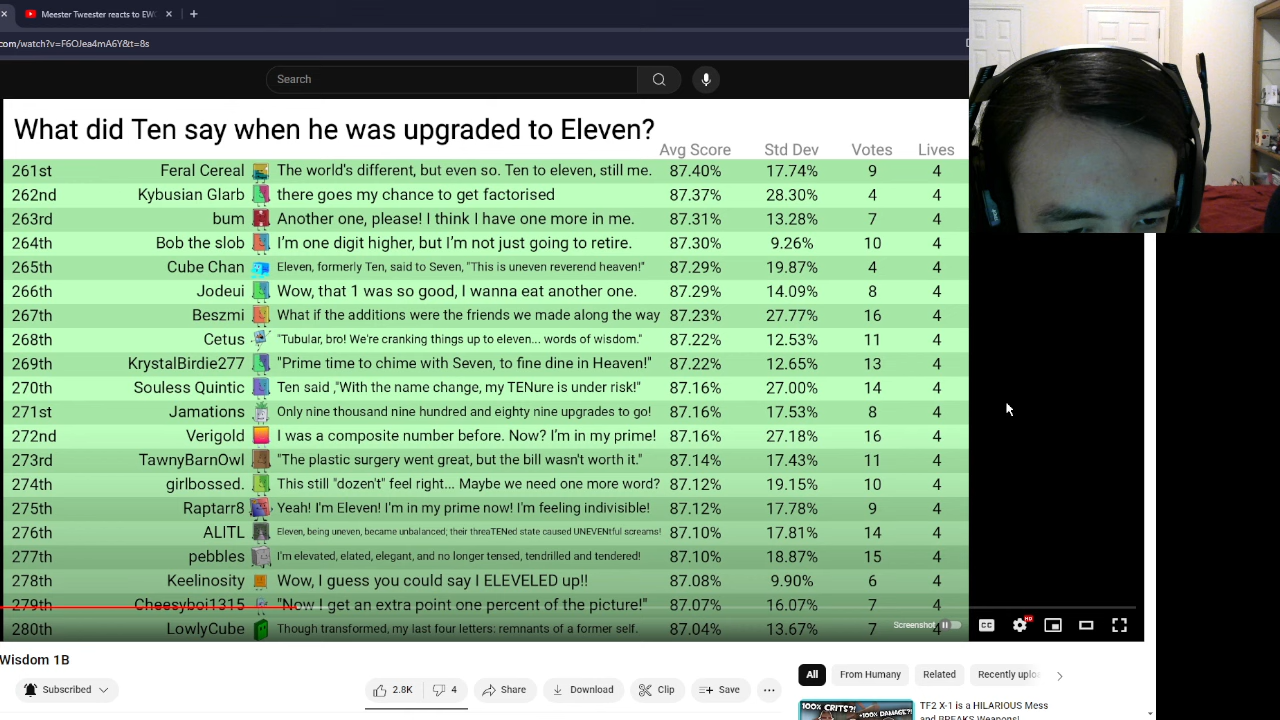 Meester Tweester reacts to EWO
com/watch?v=F6OJea4mA6Y&t=8s
Search
What did Ten say when he was upgraded to Eleven?
Avg Score Std Dev Votes Lives
261st Feral Cereal The world's different, but even so. Ten to eleven, still me. 87.40% 17.74% 9 4
262nd Kybusian Glarb there goes my chance to get factorised 87.37% 28.30% 4 4
263rd bum Another one, please! I think I have one more in me. 87.31% 13.28% 7 4
264th Bob the slob I'm one digit higher, but I'm not just going to retire. 87.30% 9.26% 10 4
265th Cube Chan Eleven, formerly Ten, said to Seven, "This is uneven reverend heaven!" 87.29% 19.87% 4 4
266th Jodeui Wow, that 1 was so good, I wanna eat another one. 87.29% 14.09% 8 4
267th Beszmi What if the additions were the friends we made along the way 87.23% 27.77% 16 4
268th Cetus "Tubular, bro! We're cranking things up to eleven... words of wisdom." 87.22% 12.53% 11 4
269th KrystalBirdie277 "Prime time to chime with Seven, to fine dine in Heaven!" 87.22% 12.65% 13 4
270th Souless Quintic Ten said ,"With the name change, my TENure is under risk!" 87.16% 27.00% 14 4
271st Jamations Only nine thousand nine hundred and eighty nine upgrades to go! 87.16% 17.53% 8 4
272nd Verigold I was a composite number before. Now? I'm in my prime! 87.16% 27.18% 16 4
273rd TawnyBarnOwl "The plastic surgery went great, but the bill wasn't worth it." 87.14% 17.43% 11 4
274th girlbossed. This still "dozen't" feel right... Maybe we need one more word? 87.12% 19.15% 10 4
275th Raptarr8 Yeah! I'm Eleven! I'm in my prime now! I'm feeling indivisible! 87.12% 17.78% 9 4
276th ALITL Eleven, being uneven, became unbalanced; their threaTENed state caused UNEVENtful screams! 87.10% 17.81% 14 4
277th pebbles I'm elevated, elated, elegant, and no longer tensed, tendrilled and tendered! 87.10% 18.87% 15 4
278th Keelinosity Wow, I guess you could say I ELEVELED up!! 87.08% 9.90% 6 4
279th Cheesyboi1315 "Now I get an extra point one percent of the picture!" 87.07% 16.07% 7 4
280th LowlyCube Though transformed, my last four letters: remnants of a former self. 87.04% 13.67% 7 4
Screenshot CC HD
Wisdom 1B
Subscribed 2.8K 4 Share Download Clip Save
All From Humany Related Recently uplo
100% CRITS?! 100% DAMAGE?!
TF2 X-1 is a HILARIOUS Mess
and BREAKS Weapons!